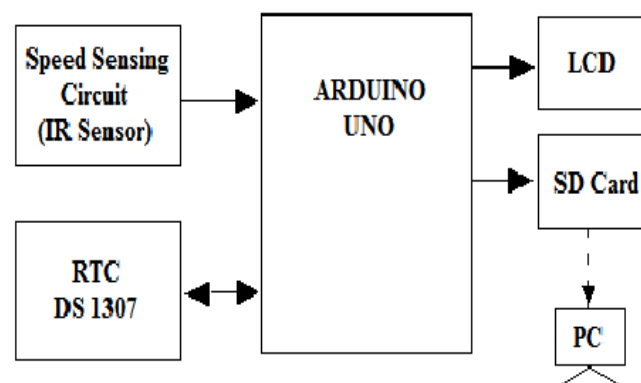 Speed Sensing
Circuit
(IR Sensor)
RTC
DS 1307
ARDUINO
UNO
LCD
SD Card
PC